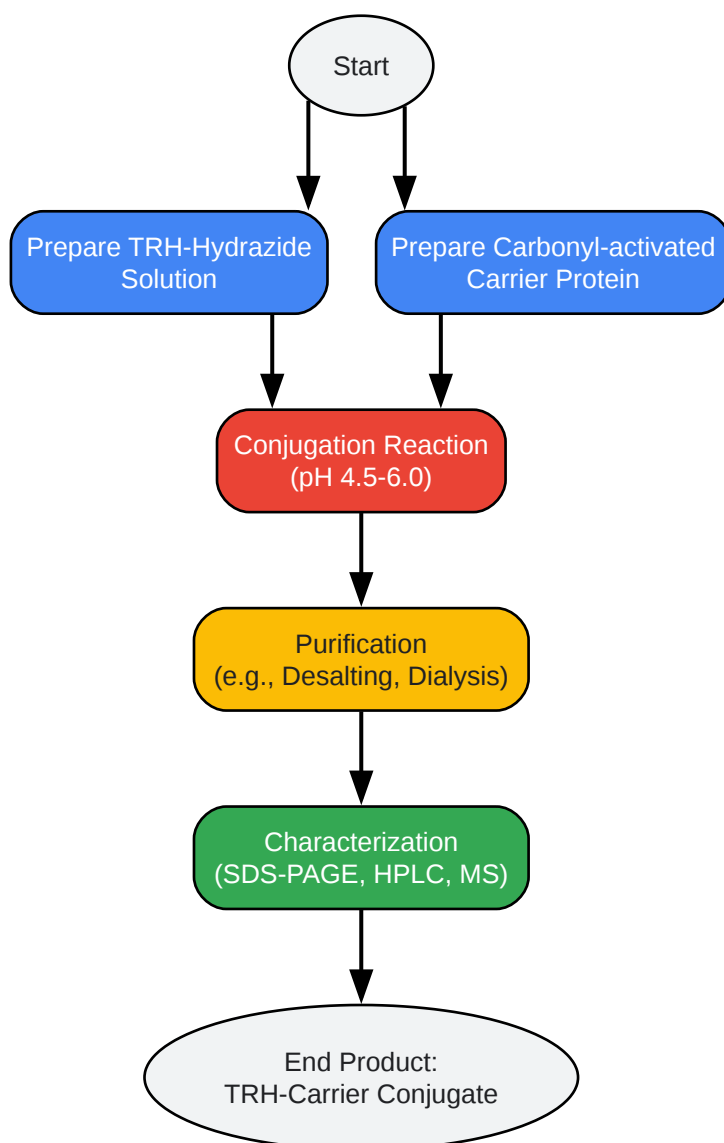 Start
Prepare TRH-Hydrazide
Solution
Prepare Carbonyl-activated
Carrier Protein
Conjugation Reaction
(pH 4.5-6.0)
Purification
(e.g., Desalting, Dialysis)
Characterization
(SDS-PAGE, HPLC, MS)
End Product:
TRH-Carrier Conjugate